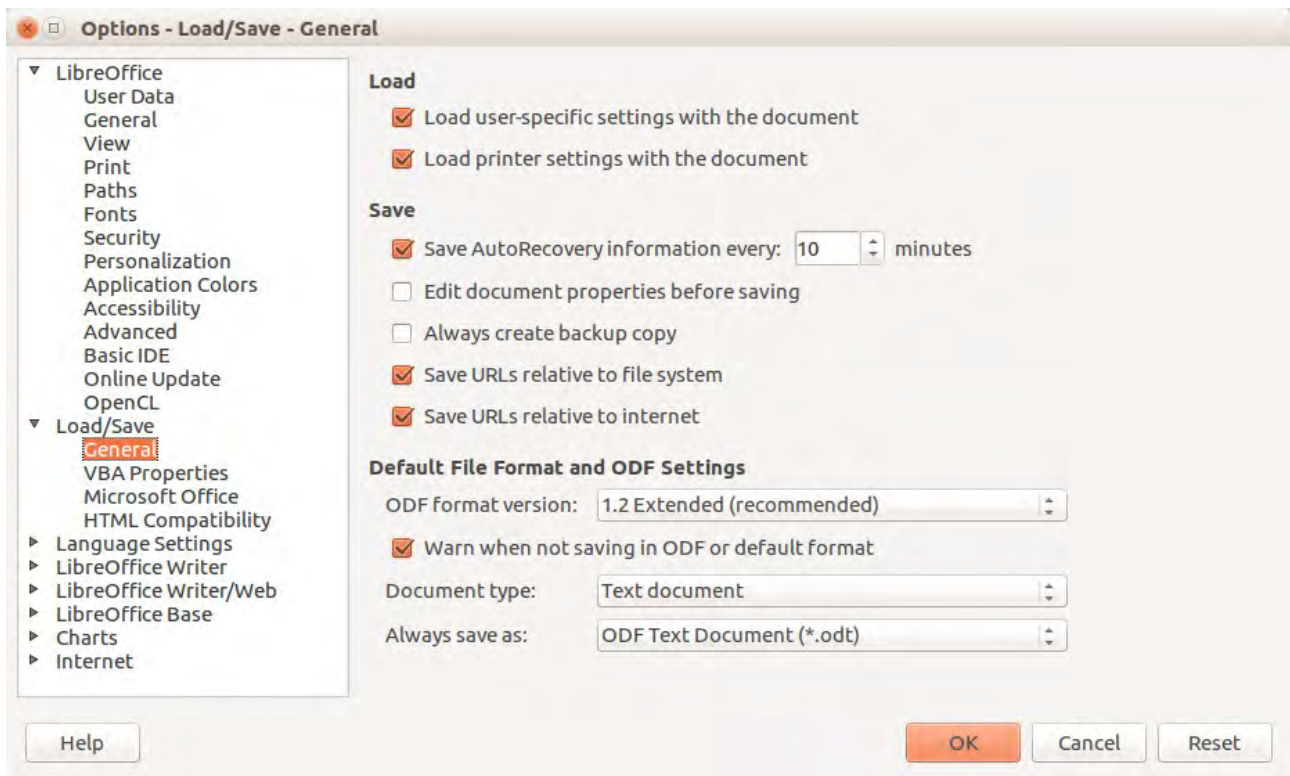 Options - Load/Save - General
LibreOffice
User Data
General
View
Print
Paths
Fonts
Security
Personalization
Application Colors
Accessibility
Advanced
Basic IDE
Online Update
OpenCL
Load/Save
General
VBA Properties
Microsoft Office
HTML Compatibility
Language Settings
LibreOffice Writer
LibreOffice Writer/Web
LibreOffice Base
Charts
Internet
Load
Load user-specific settings with the document
Load printer settings with the document
Save
Save AutoRecovery information every: 10 minutes
Edit document properties before saving
Always create backup copy
Save URLs relative to file system
Save URLs relative to internet
Default File Format and ODF Settings
ODF format version: 1.2 Extended (recommended)
Warn when not saving in ODF or default format
Document type: Text document
Always save as: ODF Text Document (*.odt)
Help OK Cancel Reset